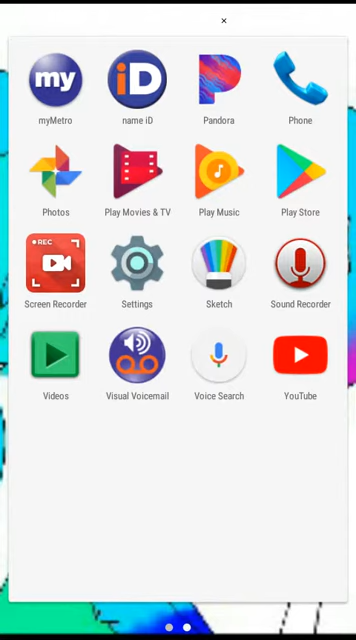 ×
my
iD
myMetro
name iD
Pandora
Phone
Photos
Play Movies & TV
Play Music
Play Store
REC
Screen Recorder
Settings
Sketch
Sound Recorder
Videos
Visual Voicemail
Voice Search
YouTube